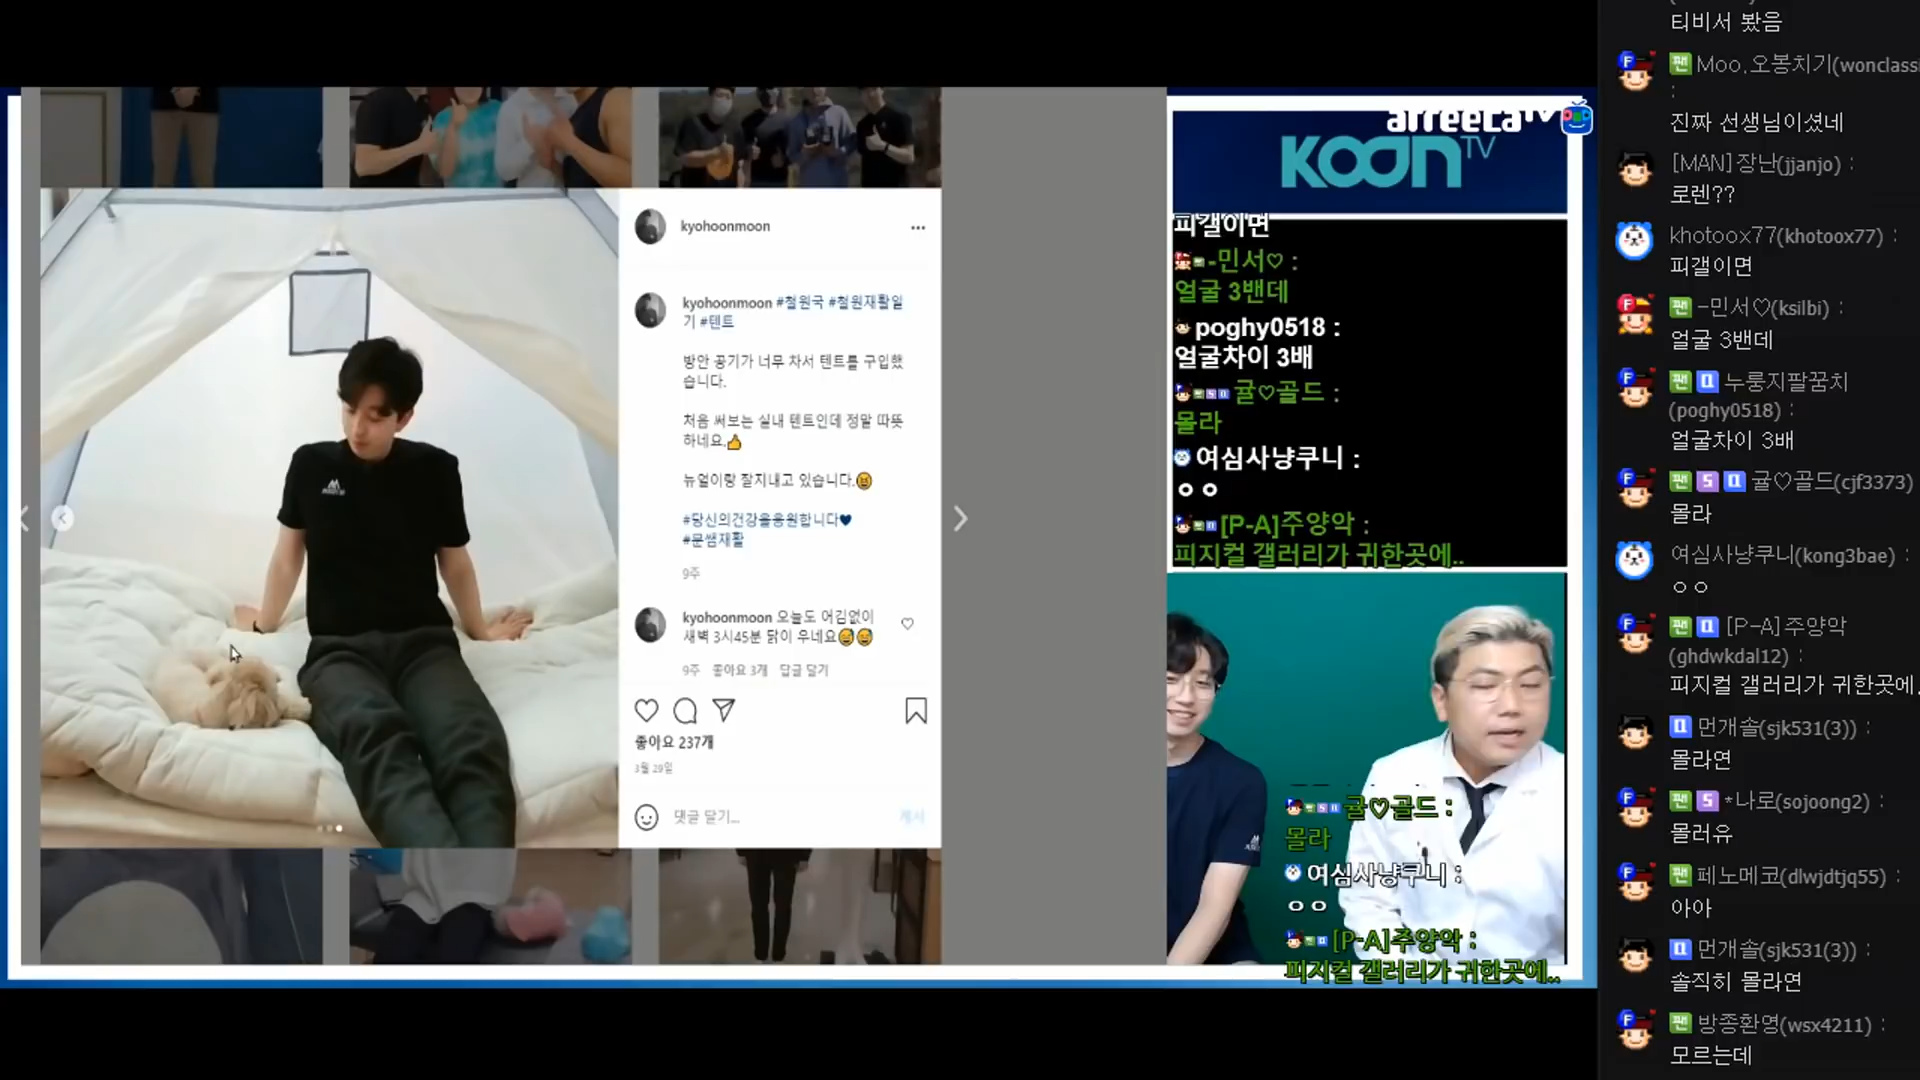 kyohoonmoon
kyohoonmoon #철원국 #철원재활일
기 #텐트
방안 공기가 너무 차서 텐트를 구입했
습니다.
처음 써보는 실내 텐트인데 정말 따뜻
하네요.👍
뉴얼이랑 잘지내고 있습니다.😆
#당신의건강을응원합니다♥
#문쌤재활
9주
kyohoonmoon 오늘도 어김없이
새벽 3시45분 닭이 우네요😅😅
9주 좋아요 3개 답글 달기
좋아요 237개
3월 29일
댓글 달기...
게시
afreecaTV
KOONTV
피갤이면
-민서♡ :
얼굴 3밴데
poghy0518 :
얼굴차이 3배
귤♡골드 :
몰라
여심사냥쿠니 :
ㅇㅇ
[P-A]주양악 :
피지컬 갤러리가 귀한곳에..
귤♡골드 :
몰라
여심사냥쿠니 :
ㅇㅇ
[P-A]주양악 :
피지컬 갤러리가 귀한곳에..
티비서 봤음
팬 Moo.오봉치기(wonclass
:
진짜 선생님이셨네
[MAN]장난(jjanjo) :
로렌??
khotoox77(khotoox77) :
피갤이면
팬 -민서♡(ksilbi) :
얼굴 3밴데
팬 누룽지팔꿈치
(poghy0518) :
얼굴차이 3배
팬 S 귤♡골드(cjf3373)
몰라
여심사냥쿠니(kong3bae) :
ㅇㅇ
팬 [P-A]주양악
(ghdwkdal12) :
피지컬 갤러리가 귀한곳에.
먼개솔(sjk531(3)) :
몰라연
팬 S *나로(sojoong2) :
몰러유
팬 페노메코(dlwjdtjq55) :
아아
먼개솔(sjk531(3)) :
솔직히 몰라연
팬 방종환영(wsx4211) :
모르는데